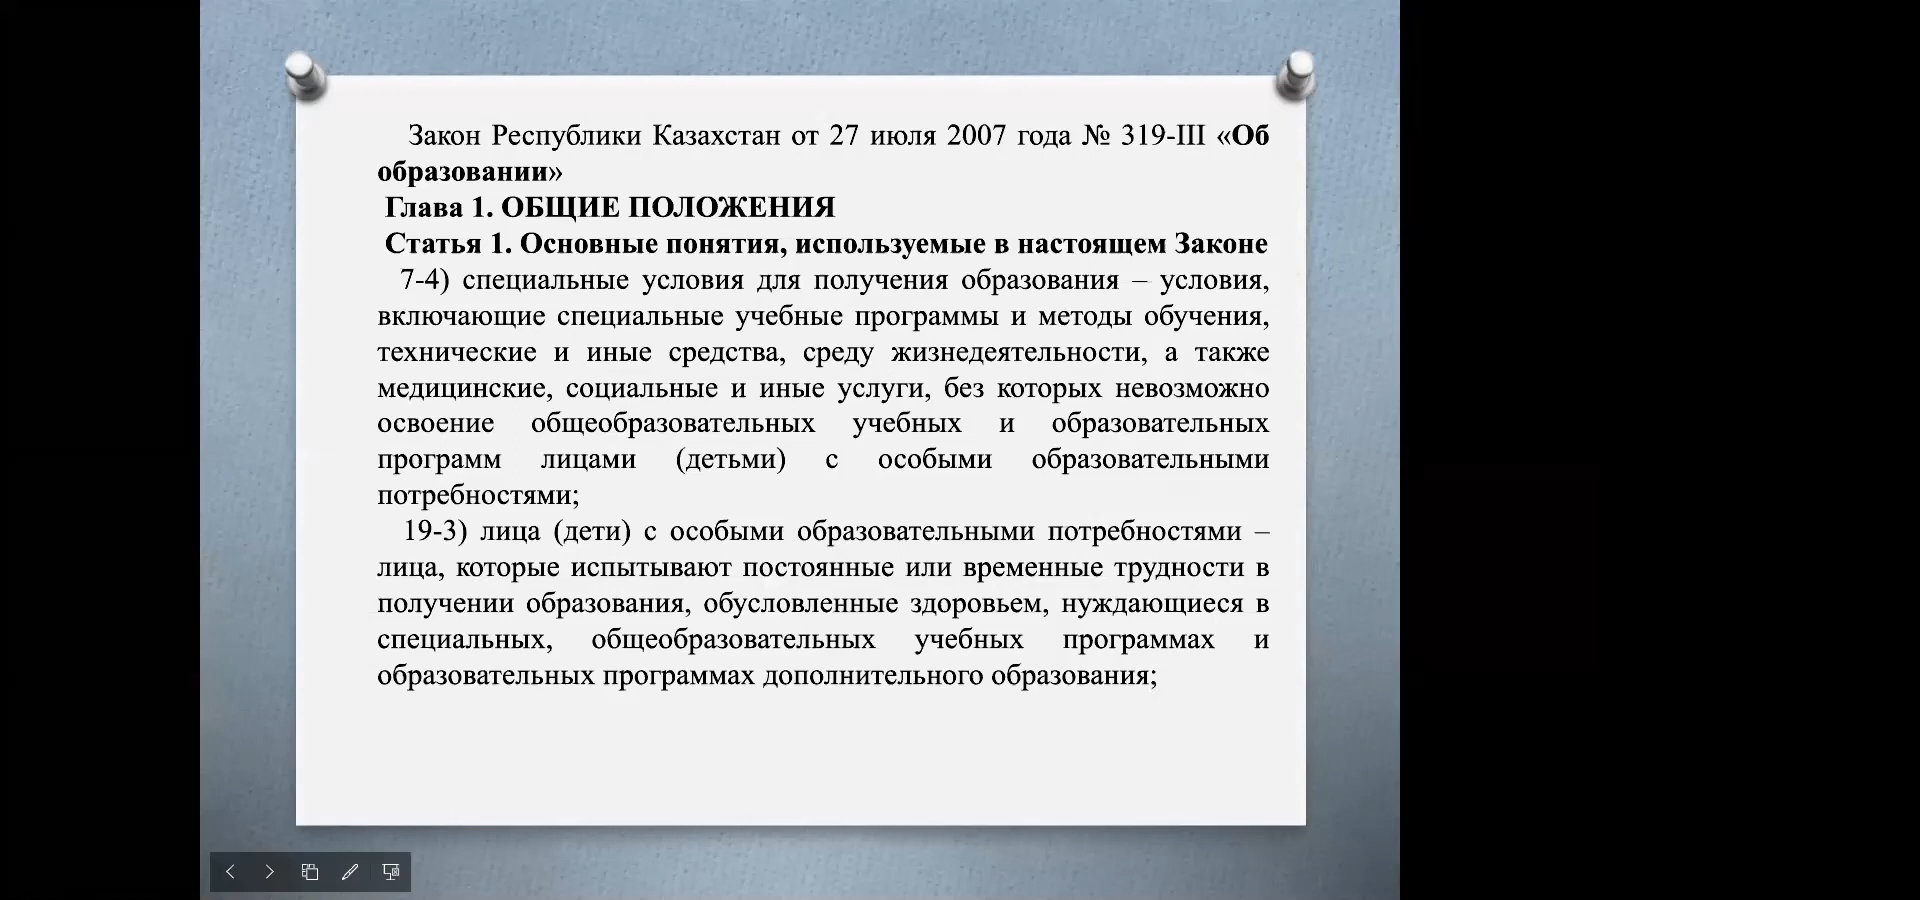 Закон Республики Казахстан от 27 июля 2007 года № 319-III «Об
образовании»
Глава 1. ОБЩИЕ ПОЛОЖЕНИЯ
Статья 1. Основные понятия, используемые в настоящем Законе
7-4) специальные условия для получения образования – условия,
включающие специальные учебные программы и методы обучения,
технические и иные средства, среду жизнедеятельности, а также
медицинские, социальные и иные услуги, без которых невозможно
освоение общеобразовательных учебных и образовательных
программ лицами (детьми) с особыми образовательными
потребностями;
19-3) лица (дети) с особыми образовательными потребностями –
лица, которые испытывают постоянные или временные трудности в
получении образования, обусловленные здоровьем, нуждающиеся в
специальных, общеобразовательных учебных программах и
образовательных программах дополнительного образования;